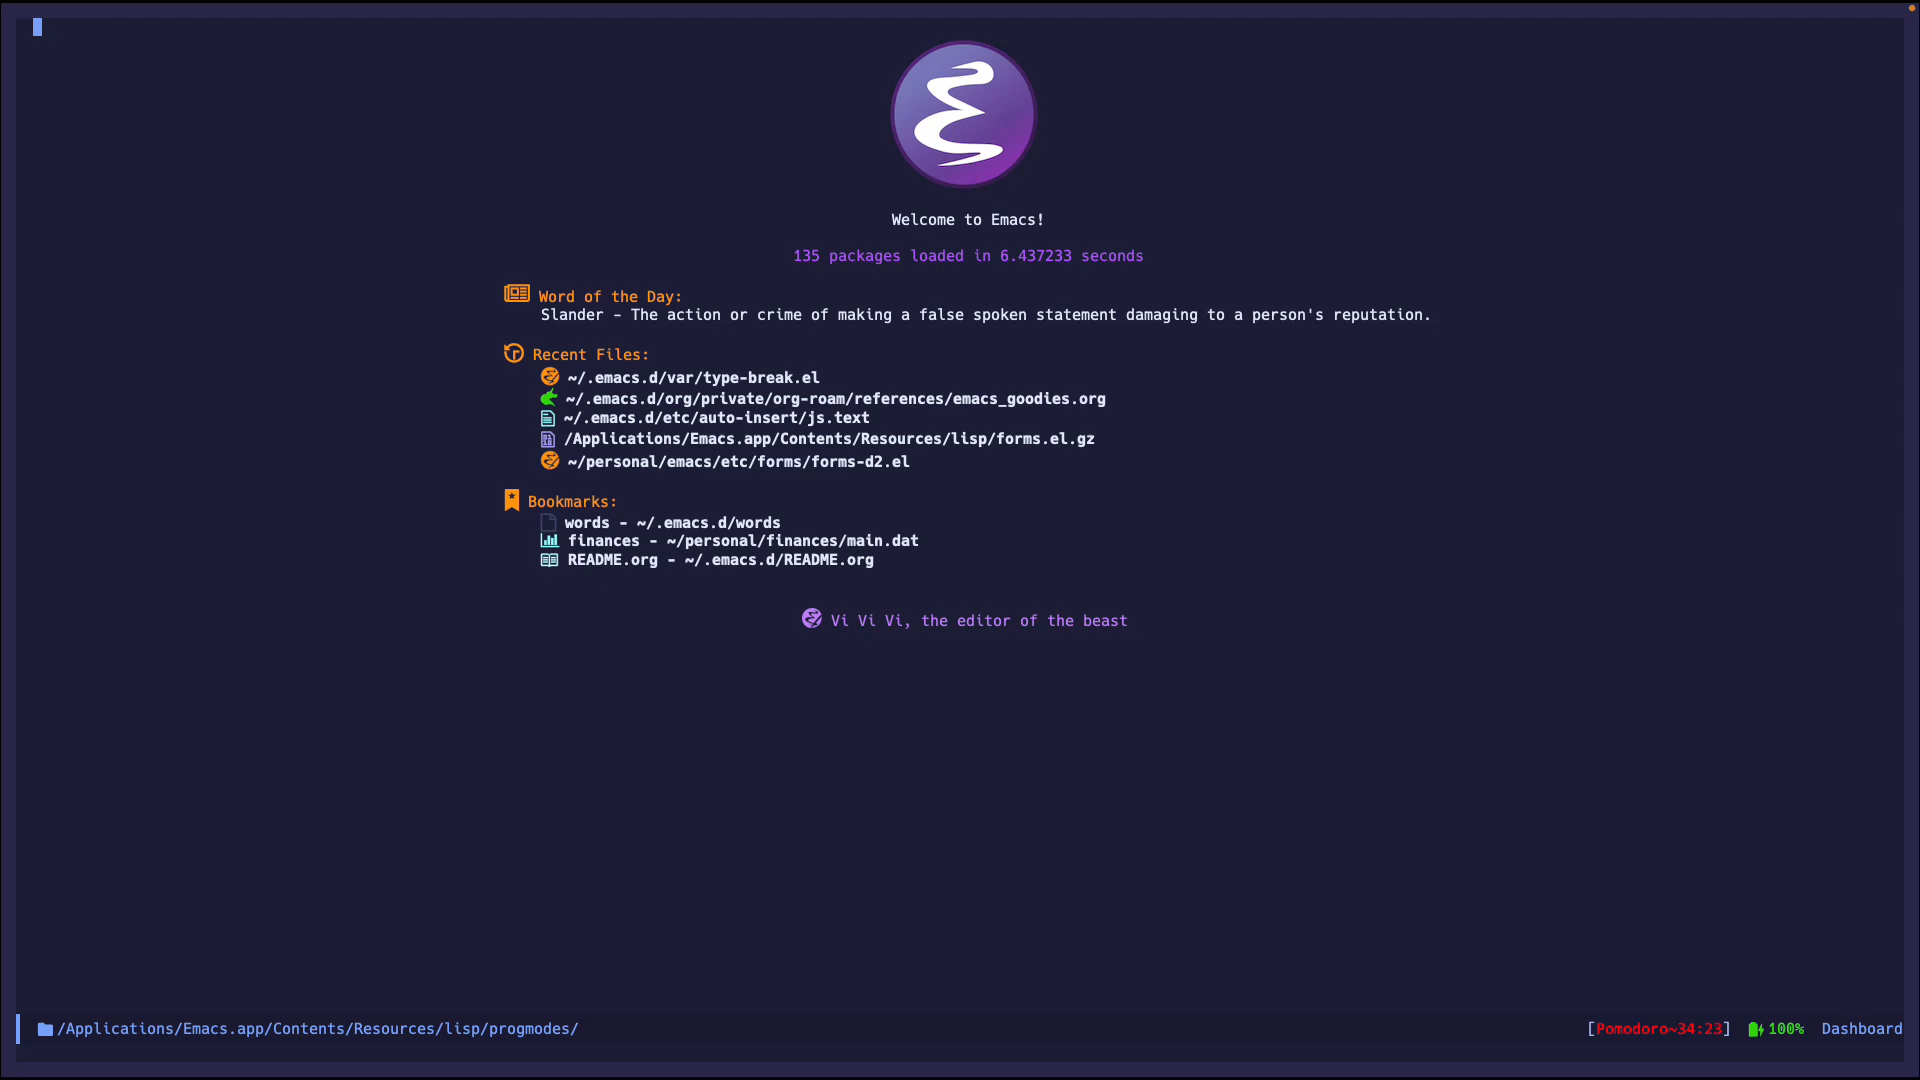 Welcome to Emacs!
135 packages loaded in 6.437233 seconds
Word of the Day:
Slander - The action or crime of making a false spoken statement damaging to a person's reputation.
Recent Files:
~/.emacs.d/var/type-break.el
~/.emacs.d/org/private/org-roam/references/emacs_goodies.org
~/.emacs.d/etc/auto-insert/js.text
/Applications/Emacs.app/Contents/Resources/lisp/forms.el.gz
~/personal/emacs/etc/forms/forms-d2.el
Bookmarks:
words - ~/.emacs.d/words
finances - ~/personal/finances/main.dat
README.org - ~/.emacs.d/README.org
Vi Vi Vi, the editor of the beast
/Applications/Emacs.app/Contents/Resources/lisp/progmodes/ [Pomodoro~34:23] 100% Dashboard